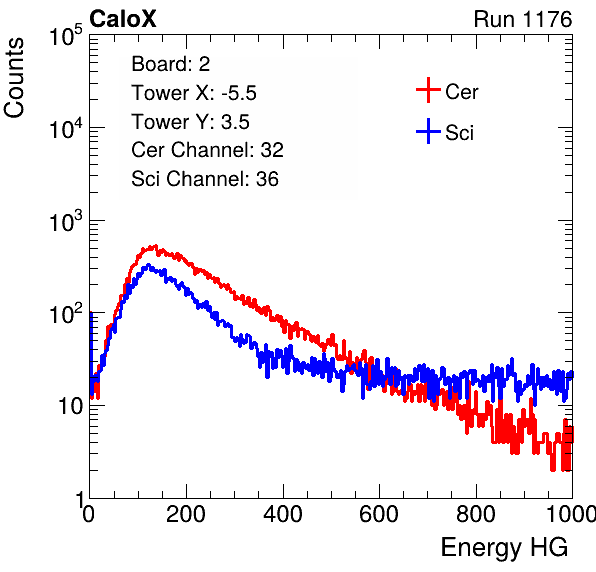 CaloX Run 1176
Counts
10^5
10^4
10^3
10^2
10
1
Board: 2
Tower X: -5.5
Tower Y: 3.5
Cer Channel: 32
Sci Channel: 36
Cer
Sci
0 200 400 600 800 1000
Energy HG